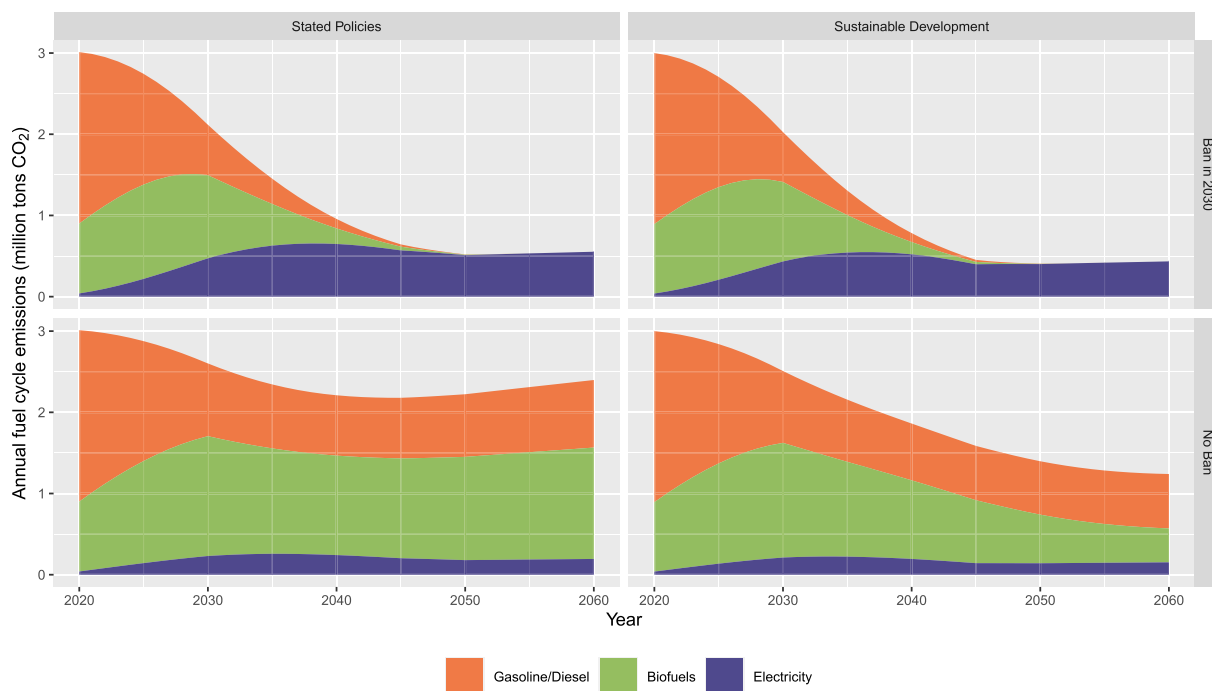 Stated Policies
Sustainable Development
Annual fuel cycle emissions (million tons CO₂)
3
2
1
0
Ban in 2030
3
2
1
0
No Ban
2020 2030 2040 2050 2060
2020 2030 2040 2050 2060
Year
Gasoline/Diesel Biofuels Electricity